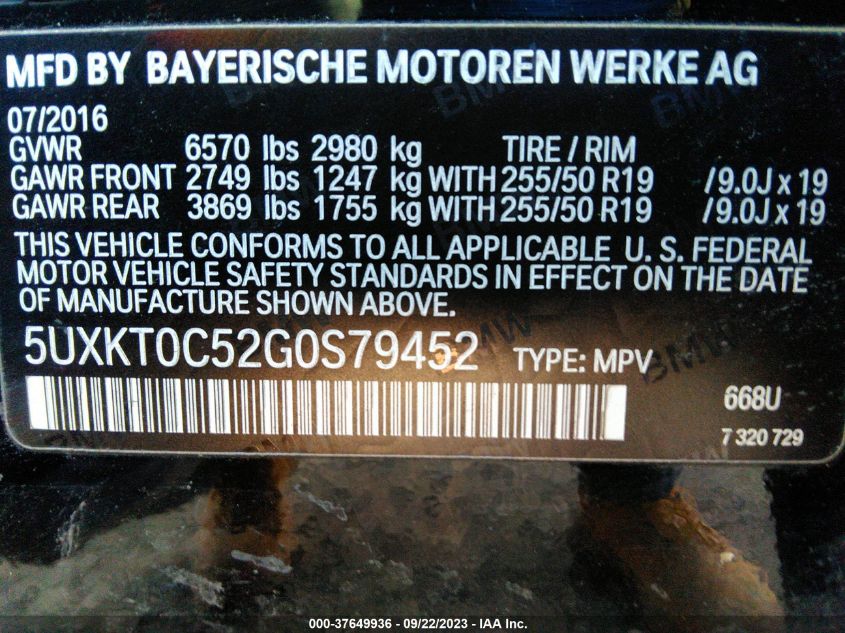 MFD BY BAYERISCHE MOTOREN WERKE AG
07/2016
GVWR 6570 lbs 2980 kg TIRE / RIM
GAWR FRONT 2749 lbs 1247 kg WITH 255/50 R19 /9.0J x 19
GAWR REAR 3869 lbs 1755 kg WITH 255/50 R19 /9.0J x 19
THIS VEHICLE CONFORMS TO ALL APPLICABLE U. S. FEDERAL
MOTOR VEHICLE SAFETY STANDARDS IN EFFECT ON THE DATE
OF MANUFACTURE SHOWN ABOVE.
5UXKT0C52G0S79452 TYPE: MPV
668U
7 320 729
000-37649936 - 09/22/2023 - IAA Inc.